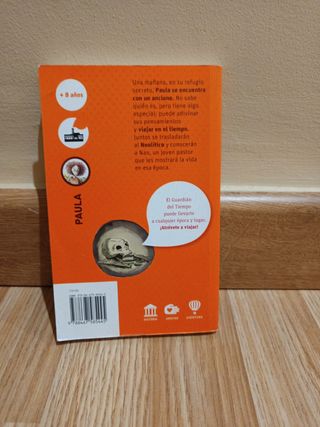 + 8 años
Una mañana, en su refugio
secreto, Paula se encuentra
con un anciano. No sabe
quién es, pero tiene algo
especial: puede adivinar
sus pensamientos
y viajar en el tiempo.
Juntos se trasladarán
al Neolítico y conocerán
a Nao, un joven pastor
que les mostrará la vida
en esa época.
PAULA
El Guardián
del Tiempo
puede llevarte
a cualquier época y lugar.
¡Atrévete a viajar!